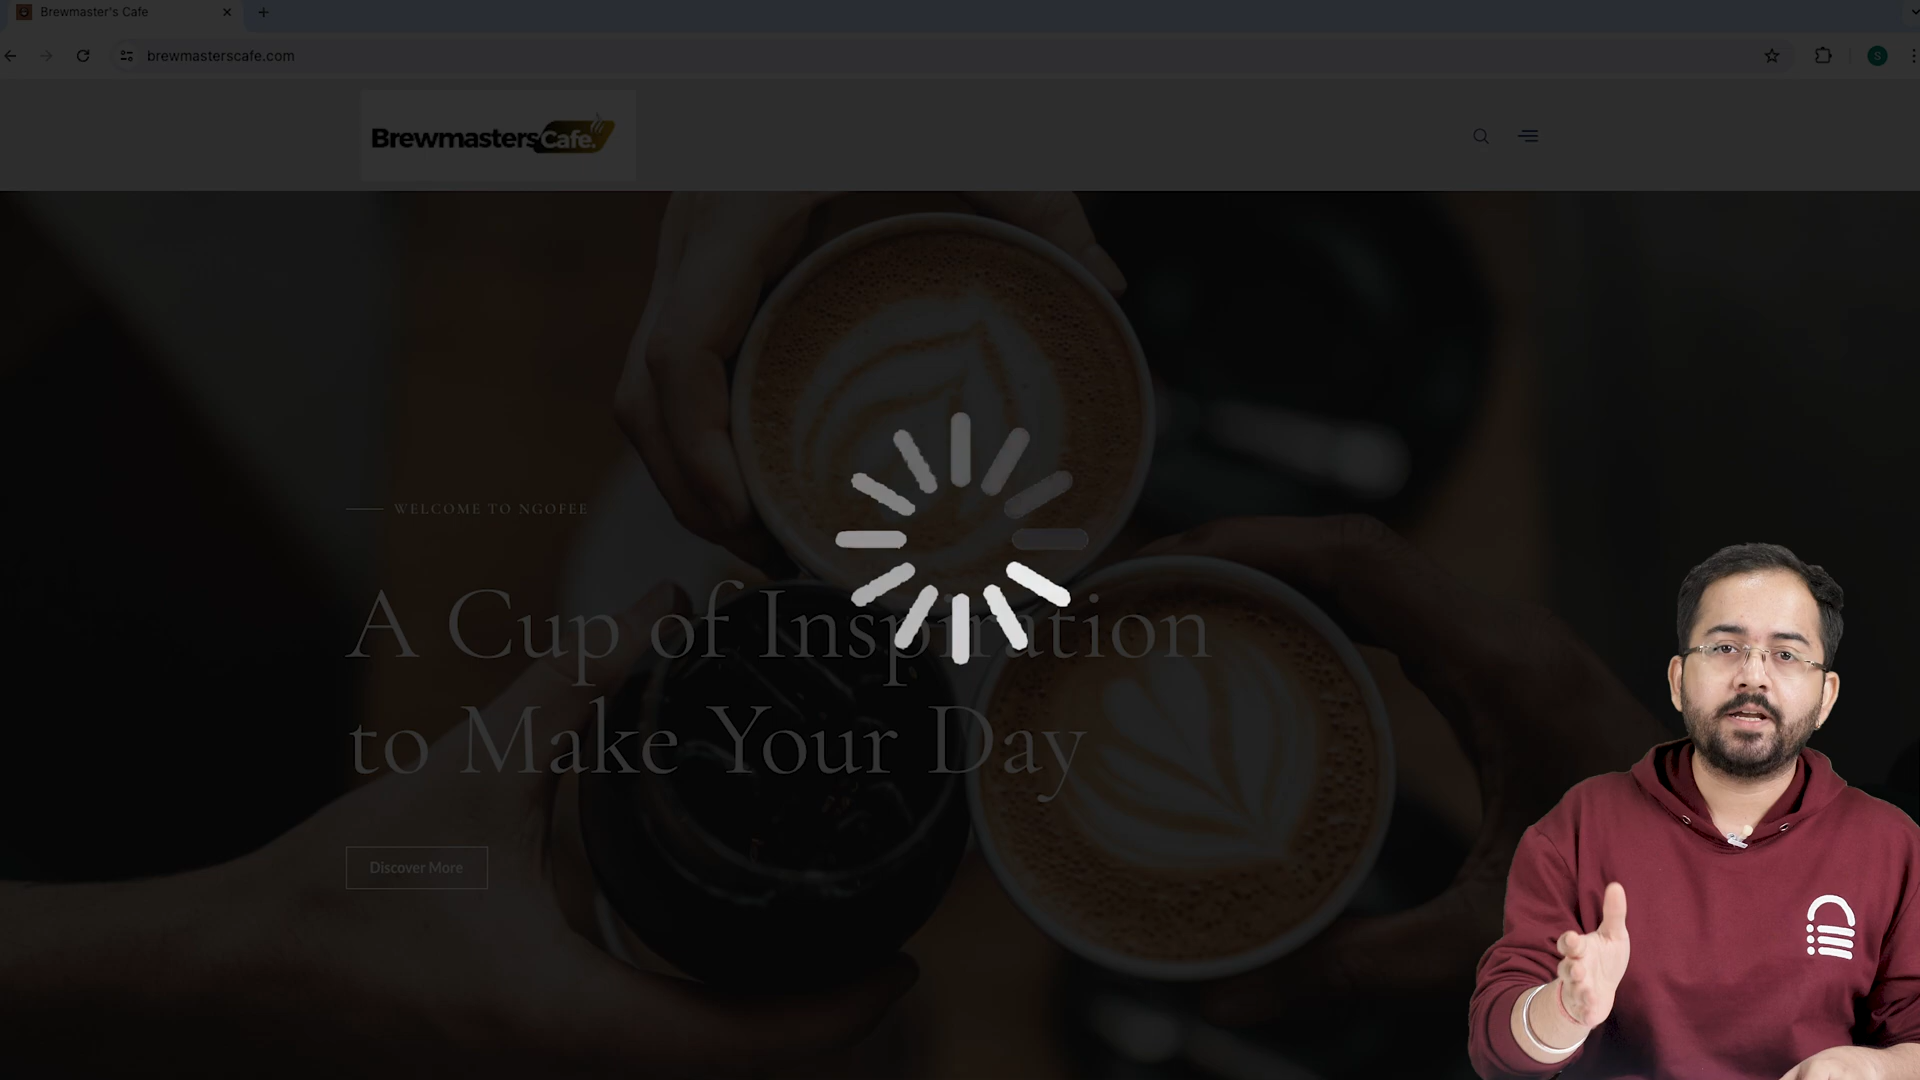 Brewmaster's Cafe
brewmasterscafe.com
S
BrewmastersCafe.
WELCOME TO NGOFEE
A Cup of Inspiration
to Make Your Day
Discover More